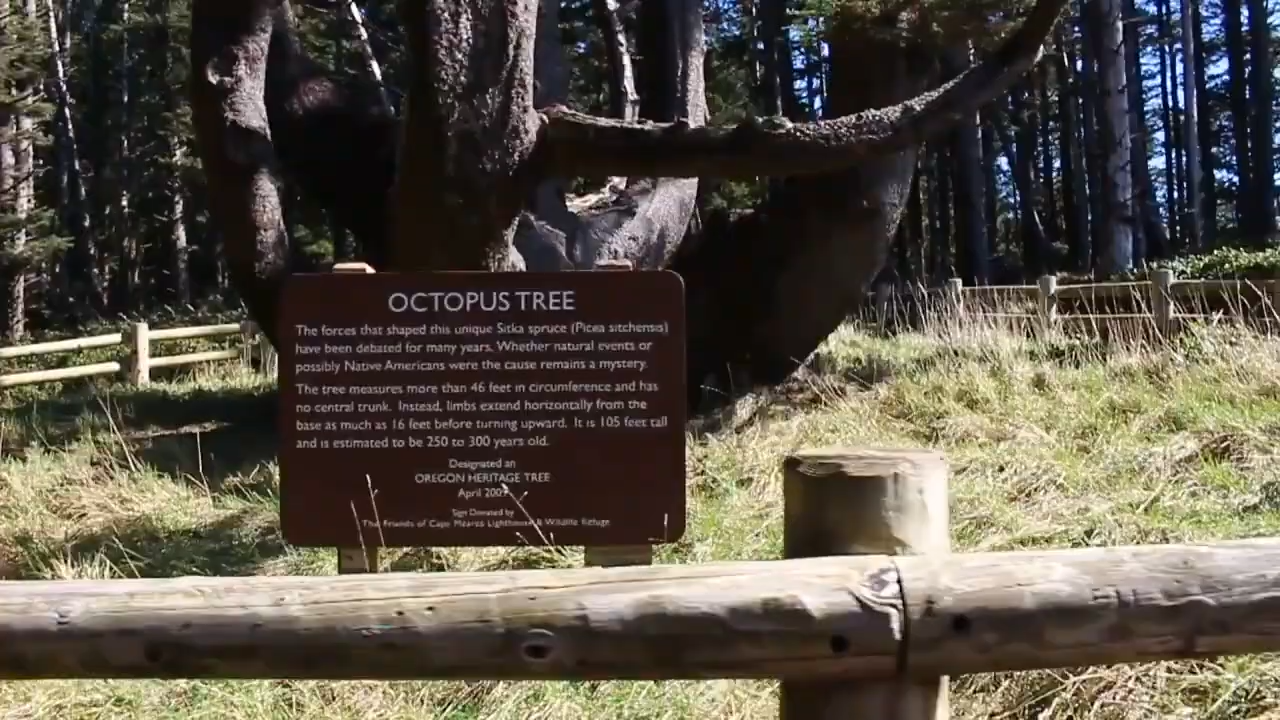 OCTOPUS TREE
The forces that shaped this unique Sitka spruce (Picea sitchensis)
have been debated for many years. Whether natural events or
possibly Native Americans were the cause remains a mystery.
The tree measures more than 46 feet in circumference and has
no central trunk. Instead, limbs extend horizontally from the
base as much as 16 feet before turning upward. It is 105 feet tall
and is estimated to be 250 to 300 years old.
Designated an
OREGON HERITAGE TREE
April
Sign Donated by
The Friends of Cape Meares Lighthouse & Wildlife Refuge